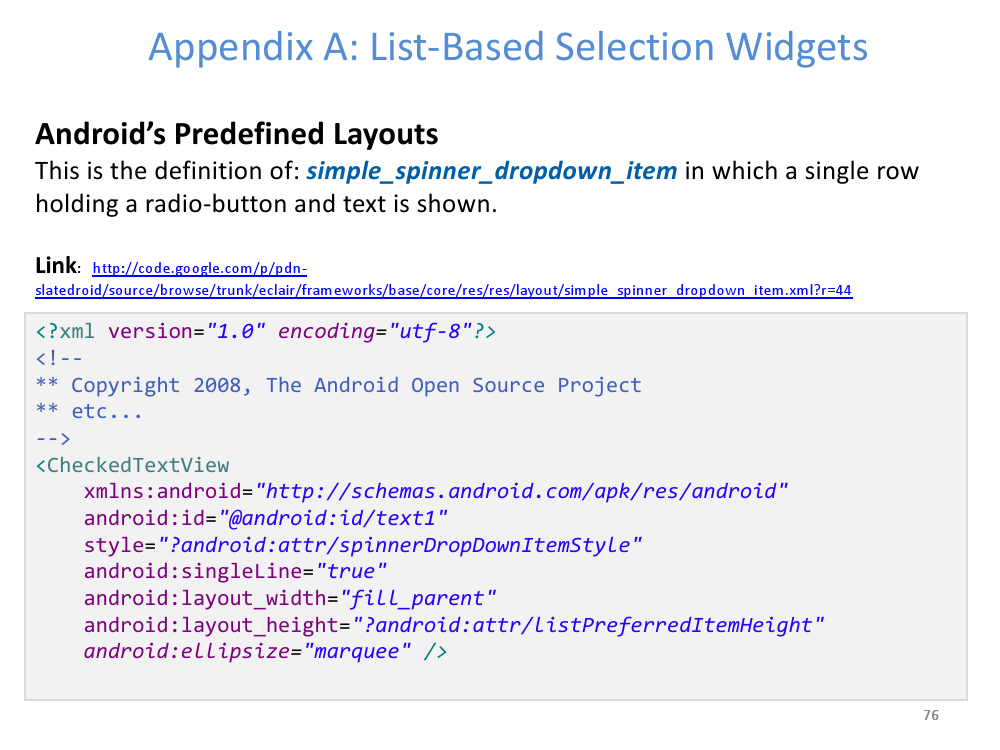 Appendix A: List-Based Selection Widgets
Android’s Predefined Layouts
This is the definition of: simple_spinner_dropdown_item in which a single row
holding a radio-button and text is shown.
Link: http://code.google.com/p/pdn-
slatedroid/source/browse/trunk/eclair/frameworks/base/core/res/res/layout/simple_spinner_dropdown_item.xml?r=44
<?xml version="1.0" encoding="utf-8"?>
<!--
** Copyright 2008, The Android Open Source Project
** etc...
-->
<CheckedTextView
    xmlns:android="http://schemas.android.com/apk/res/android"
    android:id="@android:id/text1"
    style="?android:attr/spinnerDropDownItemStyle"
    android:singleLine="true"
    android:layout_width="fill_parent"
    android:layout_height="?android:attr/listPreferredItemHeight"
    android:ellipsize="marquee" />
76